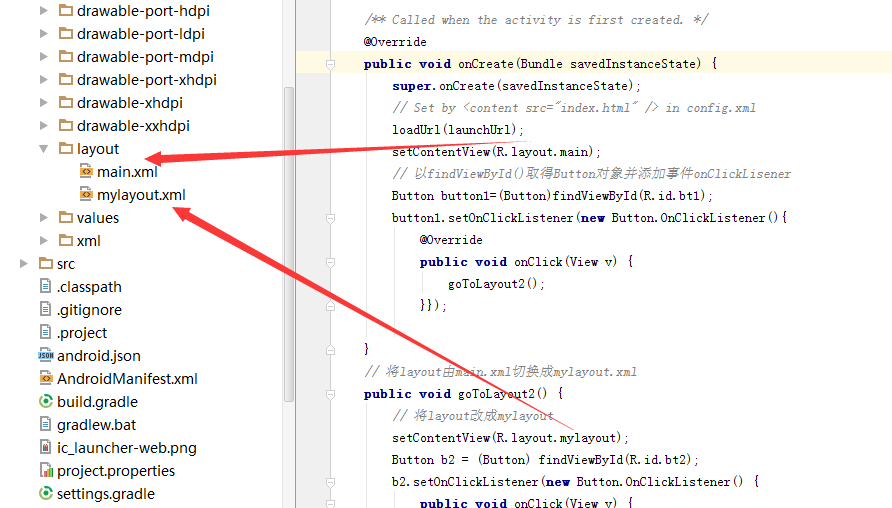 drawable-port-hdpi
drawable-port-ldpi
drawable-port-mdpi
drawable-port-xhdpi
drawable-xhdpi
drawable-xxhdpi
layout
main.xml
mylayout.xml
values
xml
src
.classpath
.gitignore
.project
android.json
AndroidManifest.xml
build.gradle
gradlew.bat
ic_launcher-web.png
project.properties
settings.gradle
/** Called when the activity is first created. */
@Override
public void onCreate(Bundle savedInstanceState) {
super.onCreate(savedInstanceState);
// Set by <content src="index.html" /> in config.xml
loadUrl(launchUrl);
setContentView(R.layout.main);
// 以findViewById()取得Button对象并添加事件onClickLisener
Button button1=(Button)findViewById(R.id.bt1);
button1.setOnClickListener(new Button.OnClickListener(){
@Override
public void onClick(View v) {
goToLayout2();
}});
}
// 将layout由main.xml切换成mylayout.xml
public void goToLayout2() {
// 将layout改成mylayout
setContentView(R.layout.mylayout);
Button b2 = (Button) findViewById(R.id.bt2);
b2.setOnClickListener(new Button.OnClickListener() {
public void onClick(View v) {